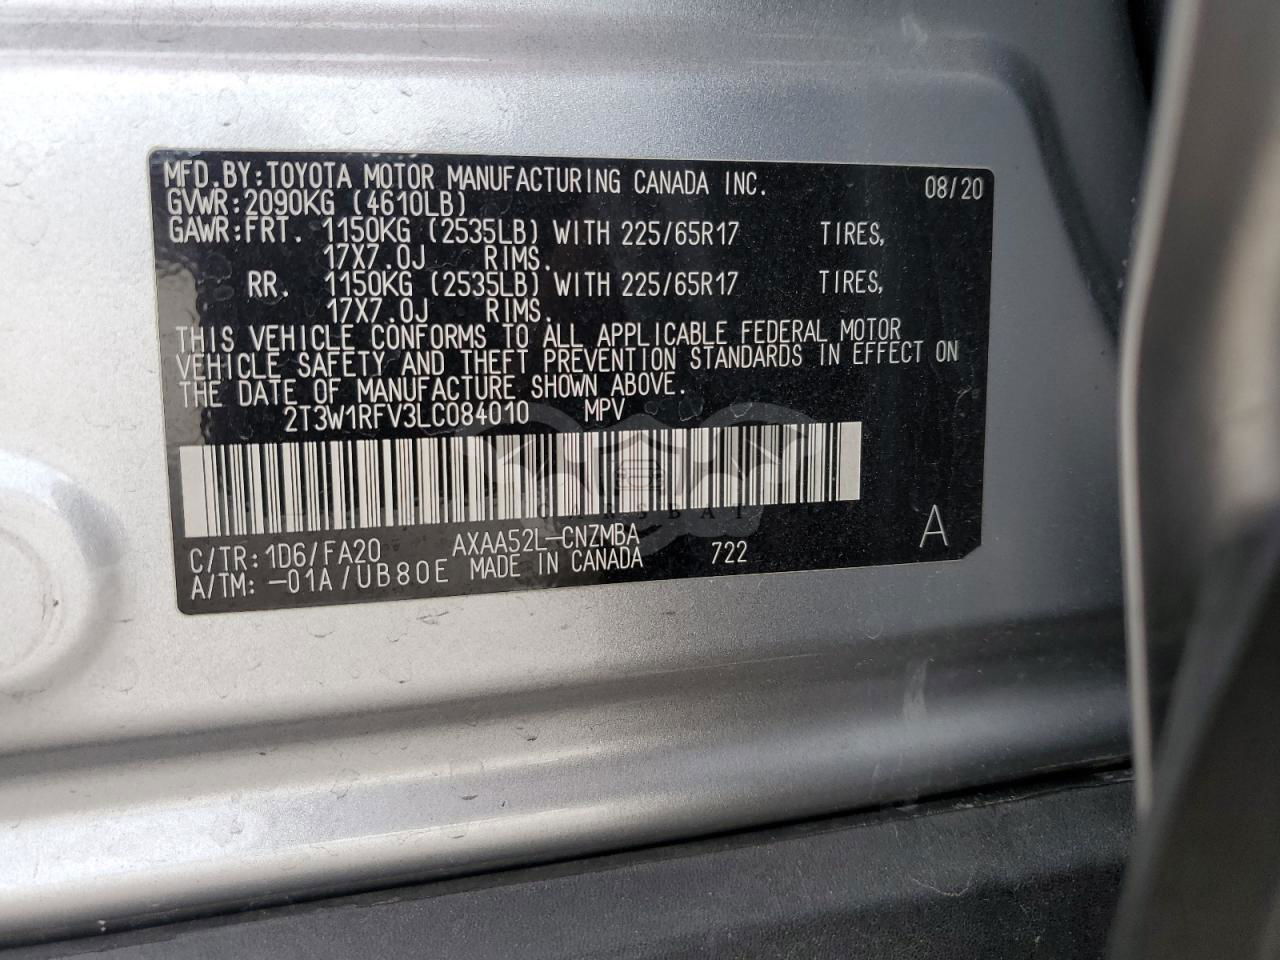 MFD.BY:TOYOTA MOTOR MANUFACTURING CANADA INC. 08/20
GVWR:2090KG (4610LB)
GAWR:FRT. 1150KG (2535LB) WITH 225/65R17 TIRES,
17X7.0J RIMS.
RR. 1150KG (2535LB) WITH 225/65R17 TIRES,
17X7.0J RIMS.
THIS VEHICLE CONFORMS TO ALL APPLICABLE FEDERAL MOTOR
VEHICLE SAFETY AND THEFT PREVENTION STANDARDS IN EFFECT ON
THE DATE OF MANUFACTURE SHOWN ABOVE.
2T3W1RFV3LC084010 MPV
C/TR:1D6/FA20 AXAA52L-CNZMBA
A/TM:-01A/UB80E MADE IN CANADA 722 A